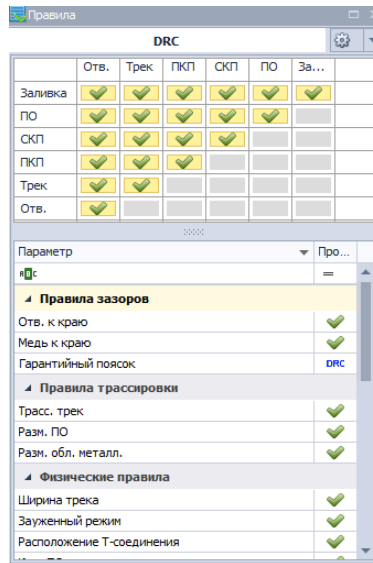 Правила
DRC
Отв. Трек ПКП СКП ПО За...
Заливка
ПО
СКП
ПКП
Трек
Отв.
Параметр Про...
ABC =
Правила зазоров
Отв. к краю
Медь к краю
Гарантийный поясок DRC
Правила трассировки
Трасс. трек
Разм. ПО
Разм. обл. металл.
Физические правила
Ширина трека
Зауженный режим
Расположение Т-соединения